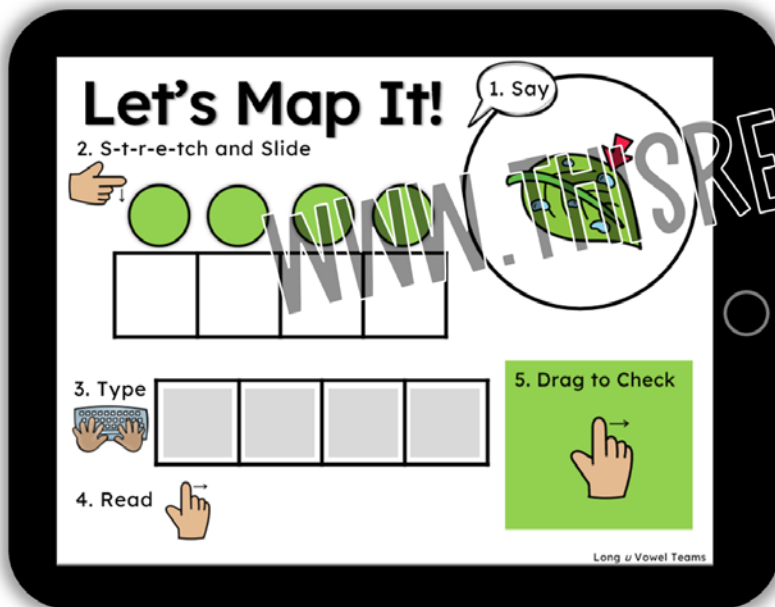 Let's Map It!
1. Say
2. S-t-r-e-tch and Slide
WWW.THISRE
3. Type
5. Drag to Check
4. Read
Long u Vowel Teams